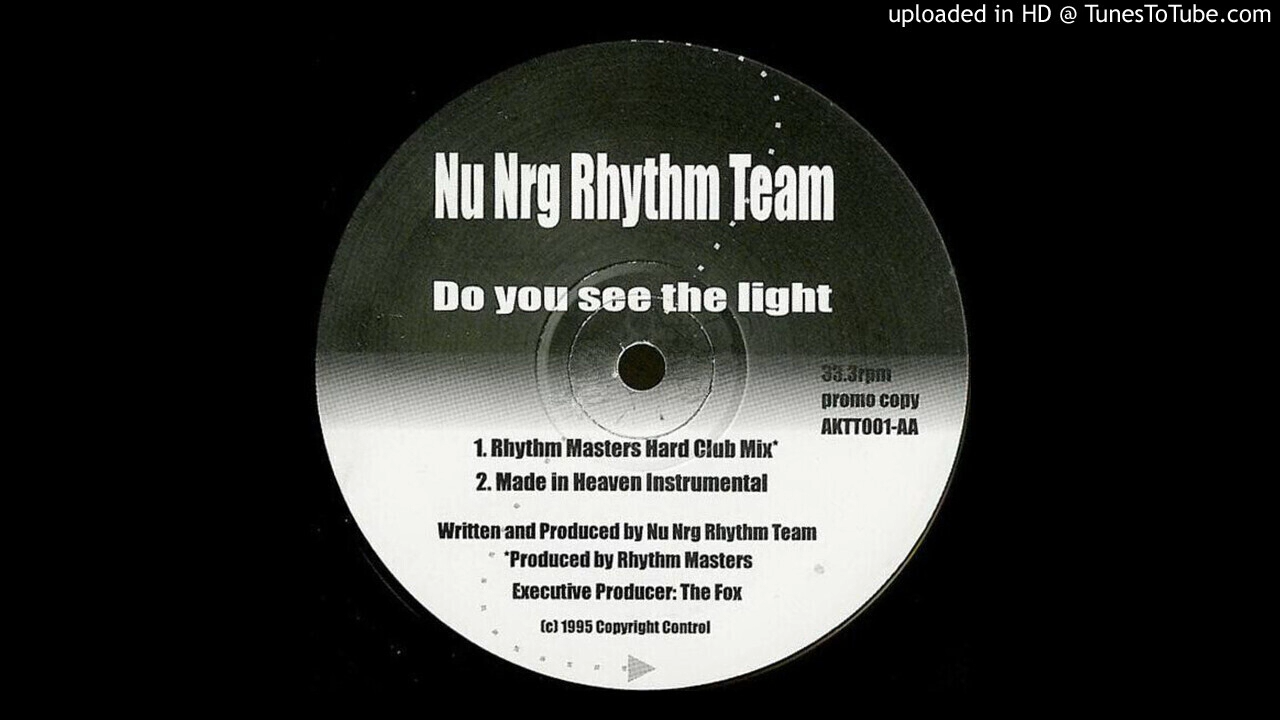 uploaded in HD @ TunesToTube.com
Nu Nrg Rhythm Team
Do you see the light
33.3rpm
promo copy
AKTT001-AA
1. Rhythm Masters Hard Club Mix*
2. Made in Heaven Instrumental
Written and Produced by Nu Nrg Rhythm Team
*Produced by Rhythm Masters
Executive Producer: The Fox
(c) 1995 Copyright Control